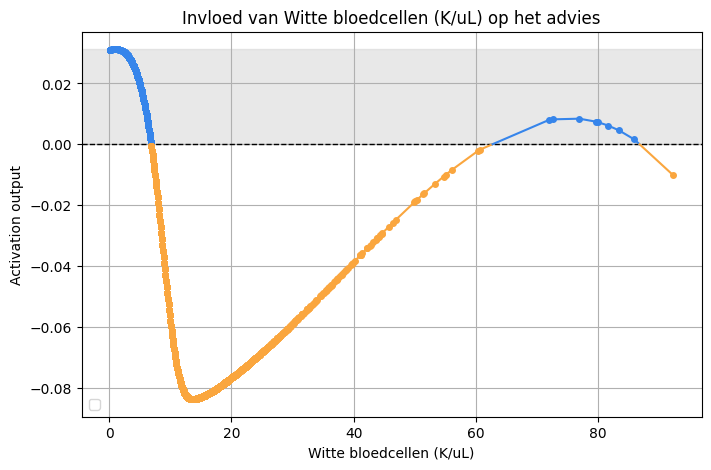 Invloed van Witte bloedcellen (K/uL) op het advies
Activation output
0.02
0.00
−0.02
−0.04
−0.06
−0.08
0 20 40 60 80
Witte bloedcellen (K/uL)